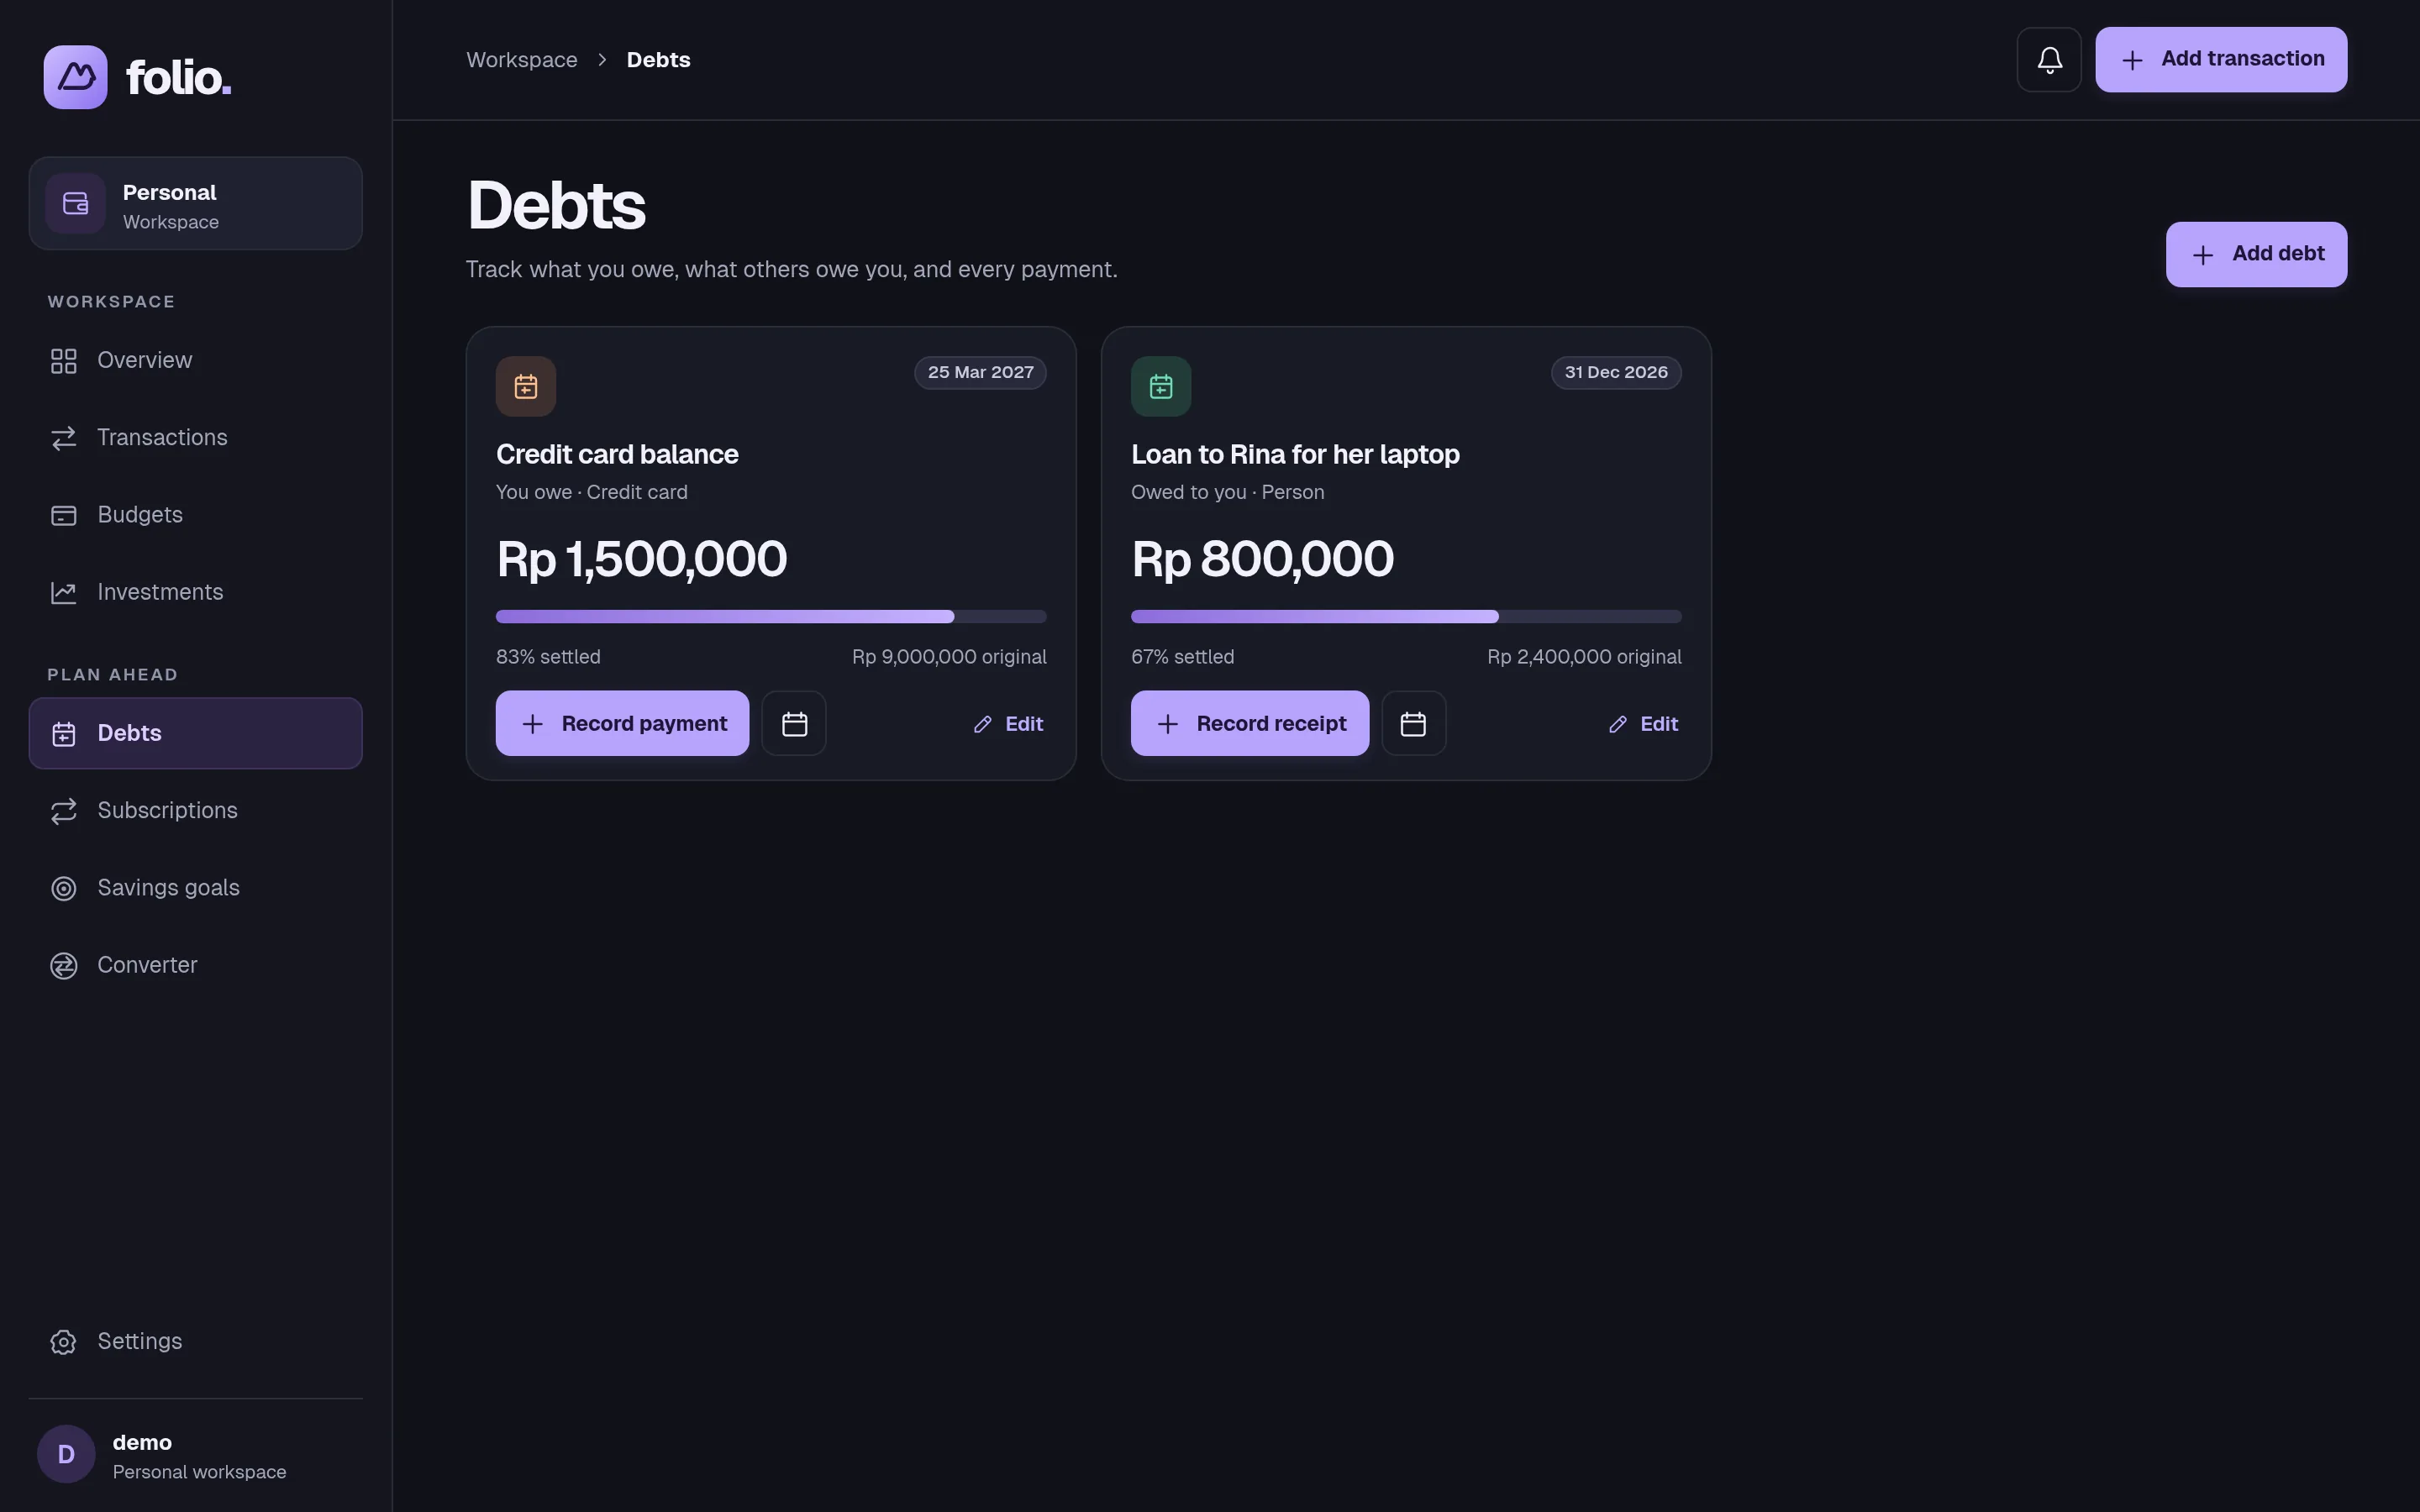 folio.
Personal
Workspace
WORKSPACE
Overview
Transactions
Budgets
Investments
PLAN AHEAD
Debts
Subscriptions
Savings goals
Converter
Settings
D
demo
Personal workspace
Workspace > Debts
Add transaction
Debts
Track what you owe, what others owe you, and every payment.
Add debt
25 Mar 2027
Credit card balance
You owe · Credit card
Rp 1,500,000
83% settled
Rp 9,000,000 original
Record payment
Edit
31 Dec 2026
Loan to Rina for her laptop
Owed to you · Person
Rp 800,000
67% settled
Rp 2,400,000 original
Record receipt
Edit